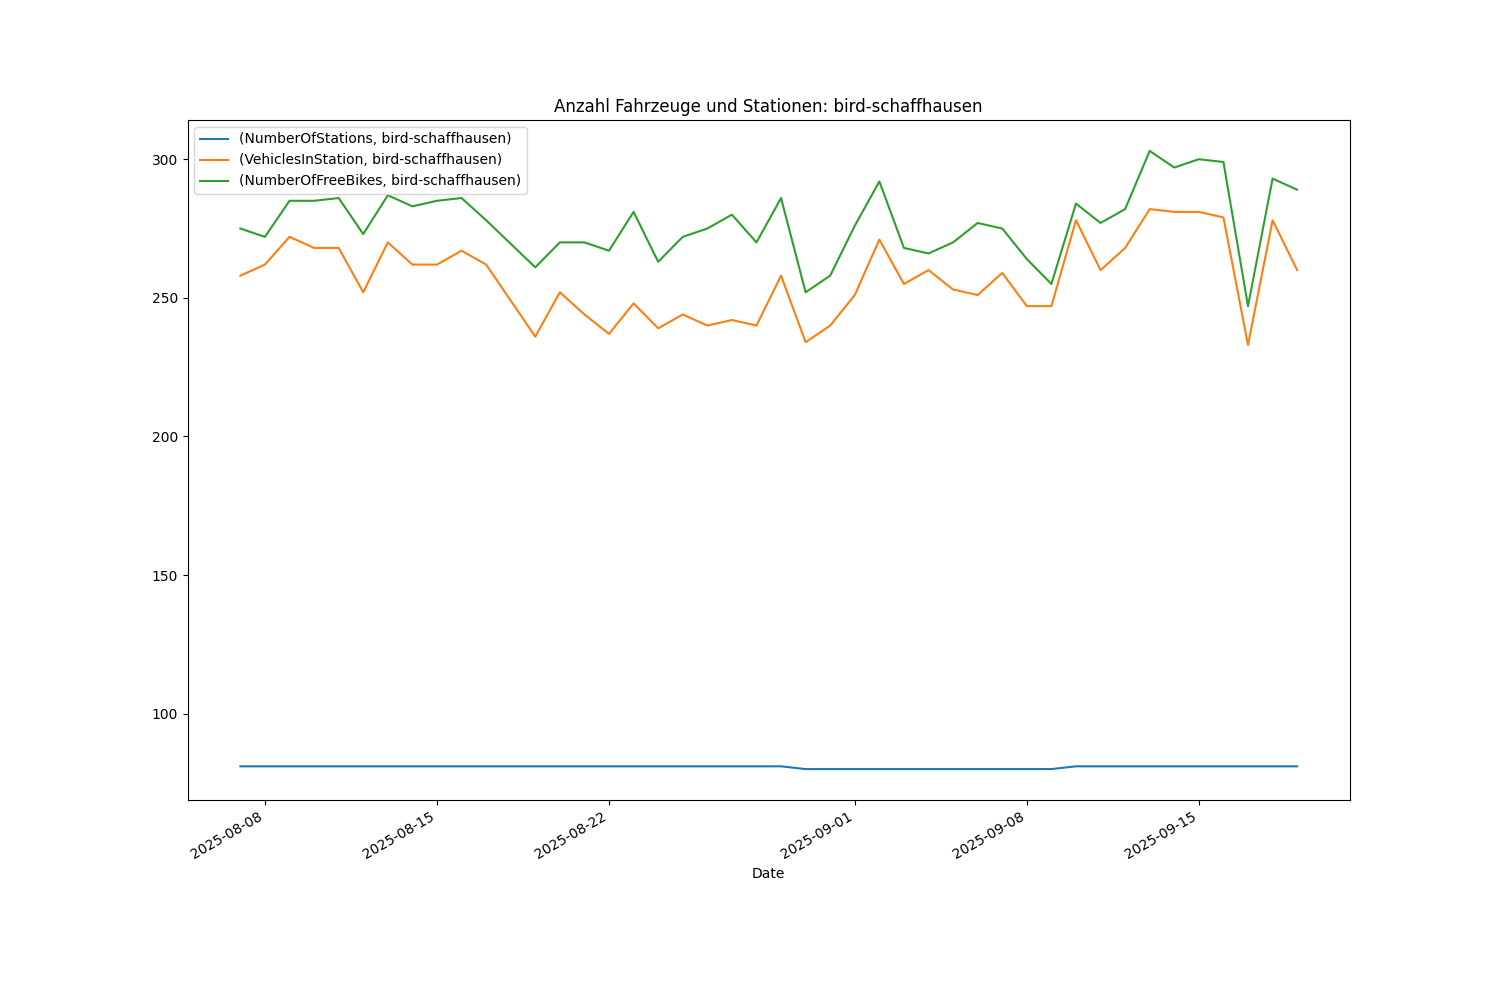 Anzahl Fahrzeuge und Stationen: bird-schaffhausen
(NumberOfStations, bird-schaffhausen)
(VehiclesInStation, bird-schaffhausen)
(NumberOfFreeBikes, bird-schaffhausen)
300
250
200
150
100
2025-08-08
2025-08-15
2025-08-22
2025-09-01
2025-09-08
2025-09-15
Date